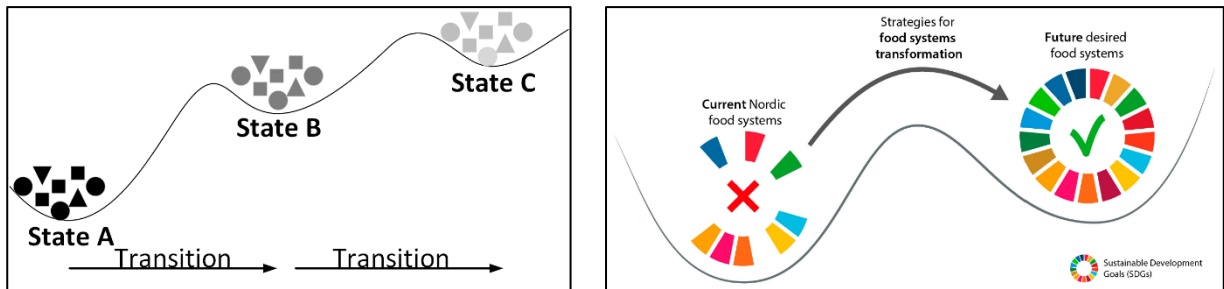 State A
State B
State C
Transition
Transition
Current Nordic
food systems
Strategies for
food systems
transformation
Future desired
food systems
Sustainable Development
Goals (SDGs)